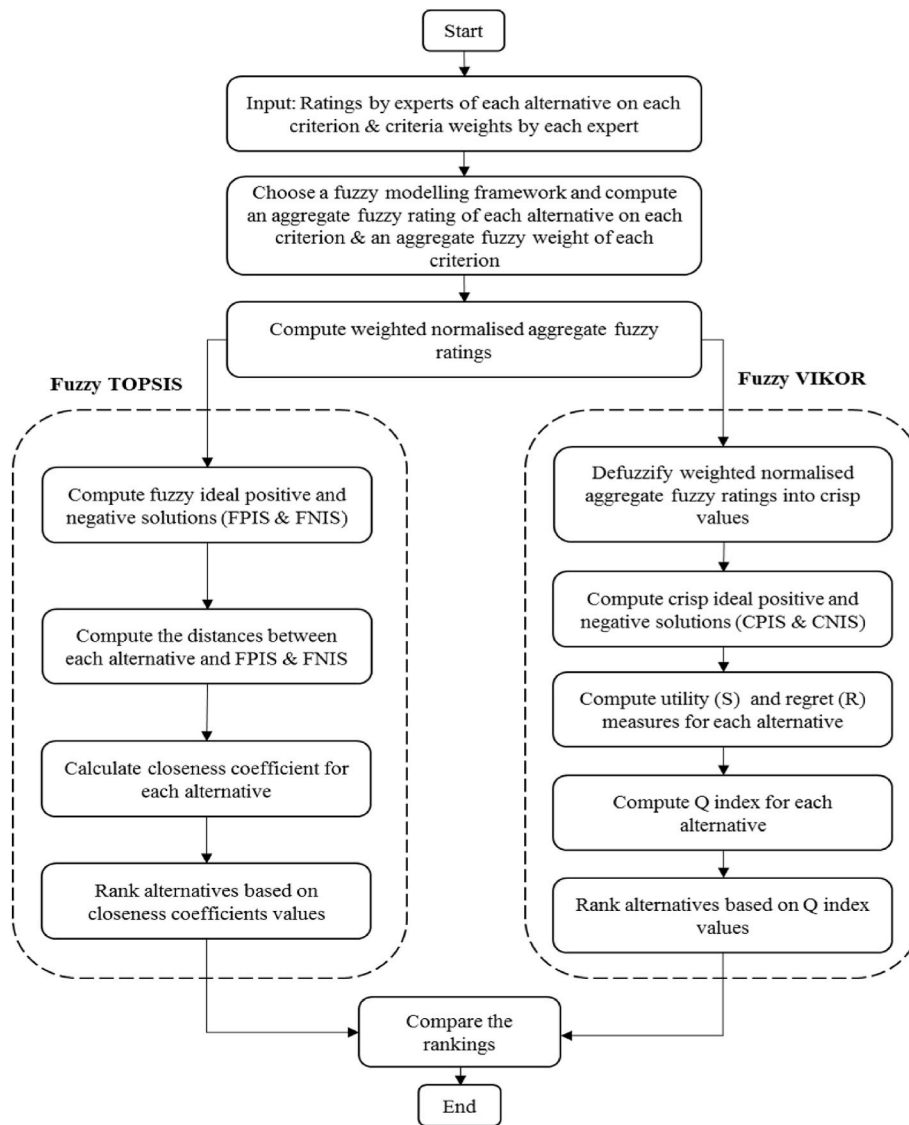 Start
Input: Ratings by experts of each alternative on each
criterion & criteria weights by each expert
Choose a fuzzy modelling framework and compute
an aggregate fuzzy rating of each alternative on each
criterion & an aggregate fuzzy weight of each
criterion
Compute weighted normalised aggregate fuzzy
ratings
Fuzzy TOPSIS
Compute fuzzy ideal positive and
negative solutions (FPIS & FNIS)
Compute the distances between
each alternative and FPIS & FNIS
Calculate closeness coefficient for
each alternative
Rank alternatives based on
closeness coefficients values
Fuzzy VIKOR
Defuzzify weighted normalised
aggregate fuzzy ratings into crisp
values
Compute crisp ideal positive and
negative solutions (CPIS & CNIS)
Compute utility (S) and regret (R)
measures for each alternative
Compute Q index for each
alternative
Rank alternatives based on Q index
values
Compare the
rankings
End